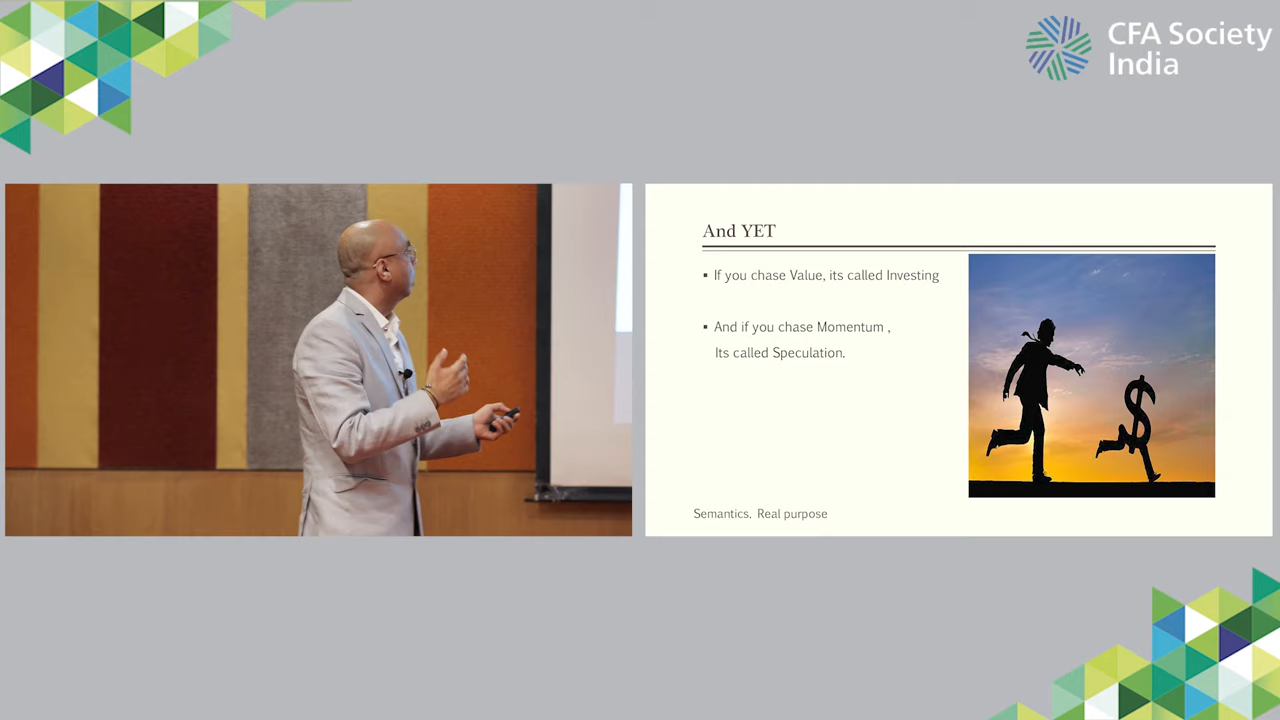 CFA Society
India
And YET
▪ If you chase Value, its called Investing
▪ And if you chase Momentum ,
Its called Speculation.
$
Semantics. Real purpose